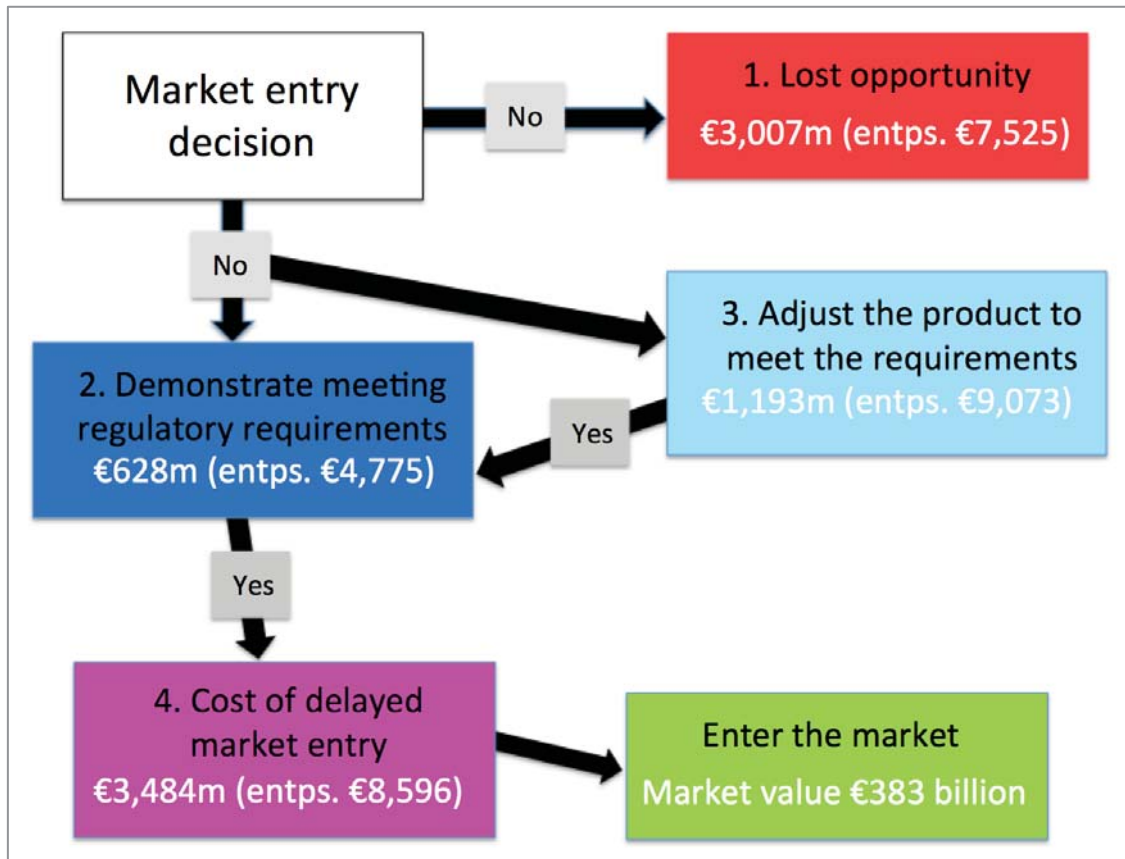 Market entry
decision
No
1. Lost opportunity
€3,007m (entps. €7,525)
No
3. Adjust the product to
meet the requirements
€1,193m (entps. €9,073)
2. Demonstrate meeting
regulatory requirements
€628m (entps. €4,775)
Yes
Yes
4. Cost of delayed
market entry
€3,484m (entps. €8,596)
Enter the market
Market value €383 billion